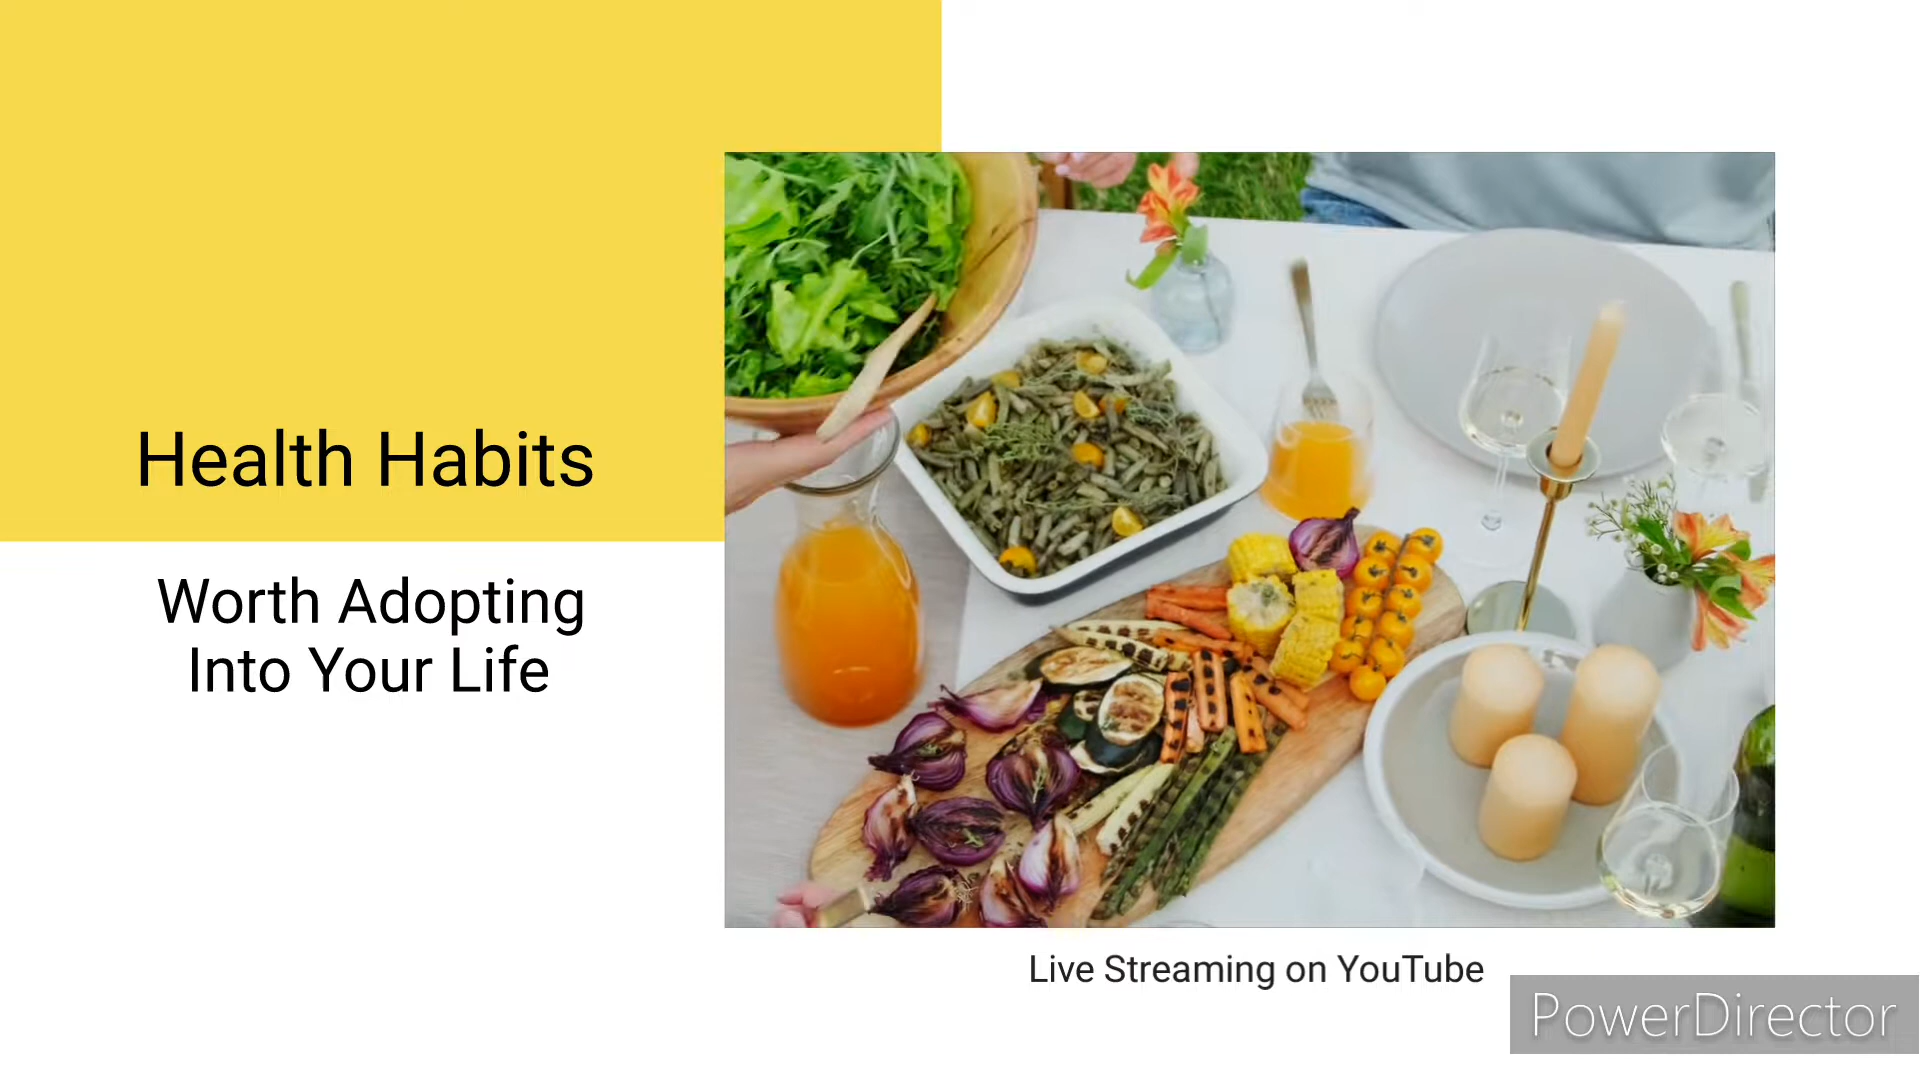 Health Habits
Worth Adopting
Into Your Life
Live Streaming on YouTube
PowerDirector